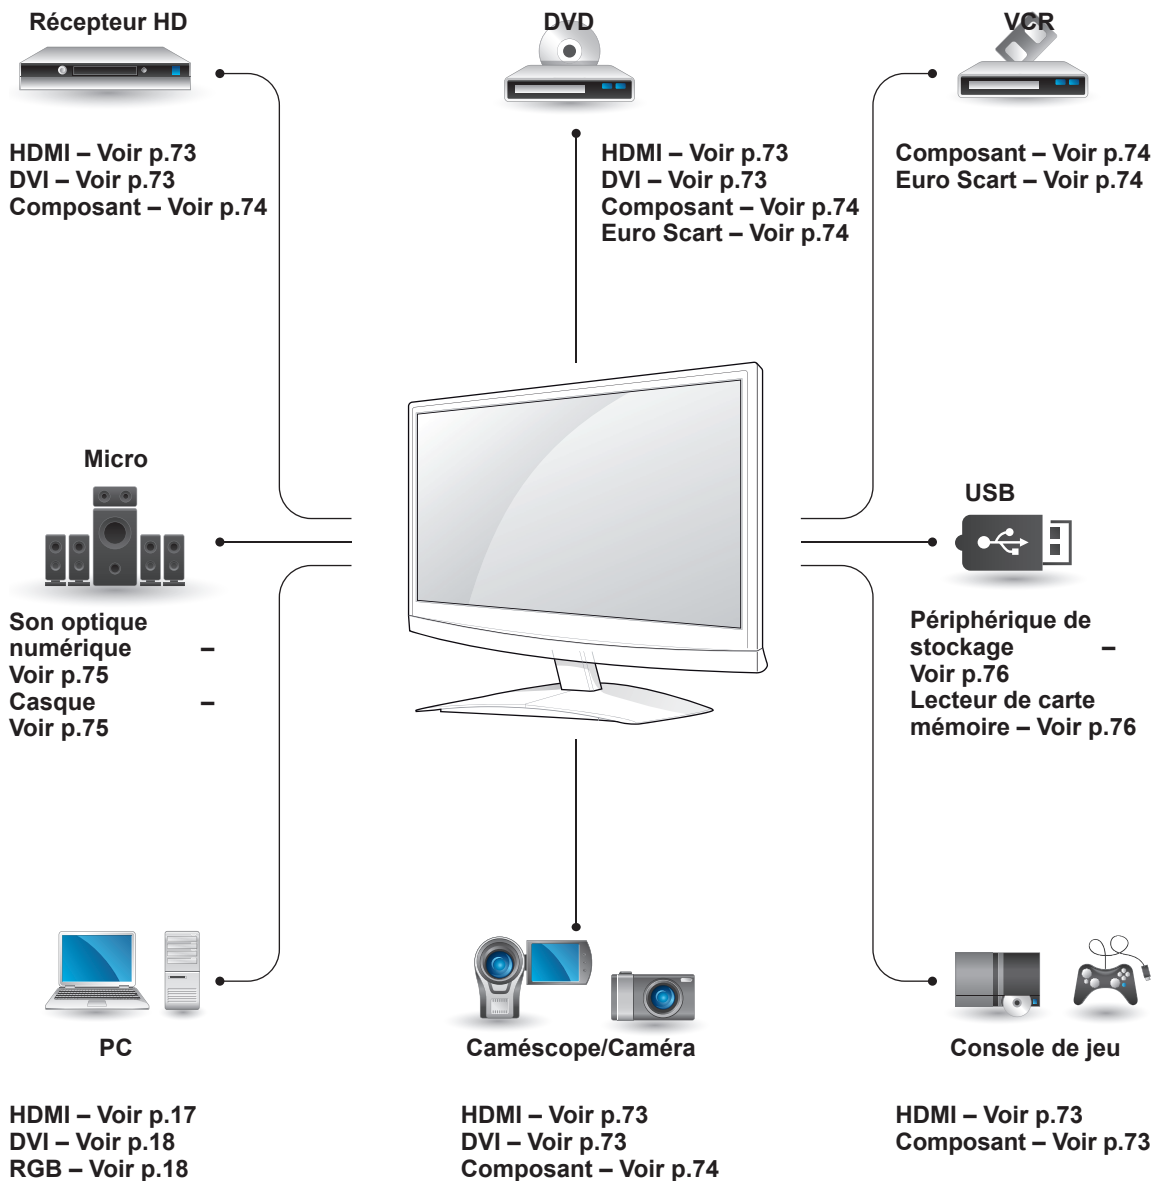 Récepteur HD
HDMI – Voir p.73
DVI – Voir p.73
Composant – Voir p.74
DVD
HDMI – Voir p.73
DVI – Voir p.73
Composant – Voir p.74
Euro Scart – Voir p.74
VCR
Composant – Voir p.74
Euro Scart – Voir p.74
Micro
Son optique
numérique –
Voir p.75
Casque –
Voir p.75
USB
Périphérique de
stockage –
Voir p.76
Lecteur de carte
mémoire – Voir p.76
PC
HDMI – Voir p.17
DVI – Voir p.18
RGB – Voir p.18
Caméscope/Caméra
HDMI – Voir p.73
DVI – Voir p.73
Composant – Voir p.74
Console de jeu
HDMI – Voir p.73
Composant – Voir p.73